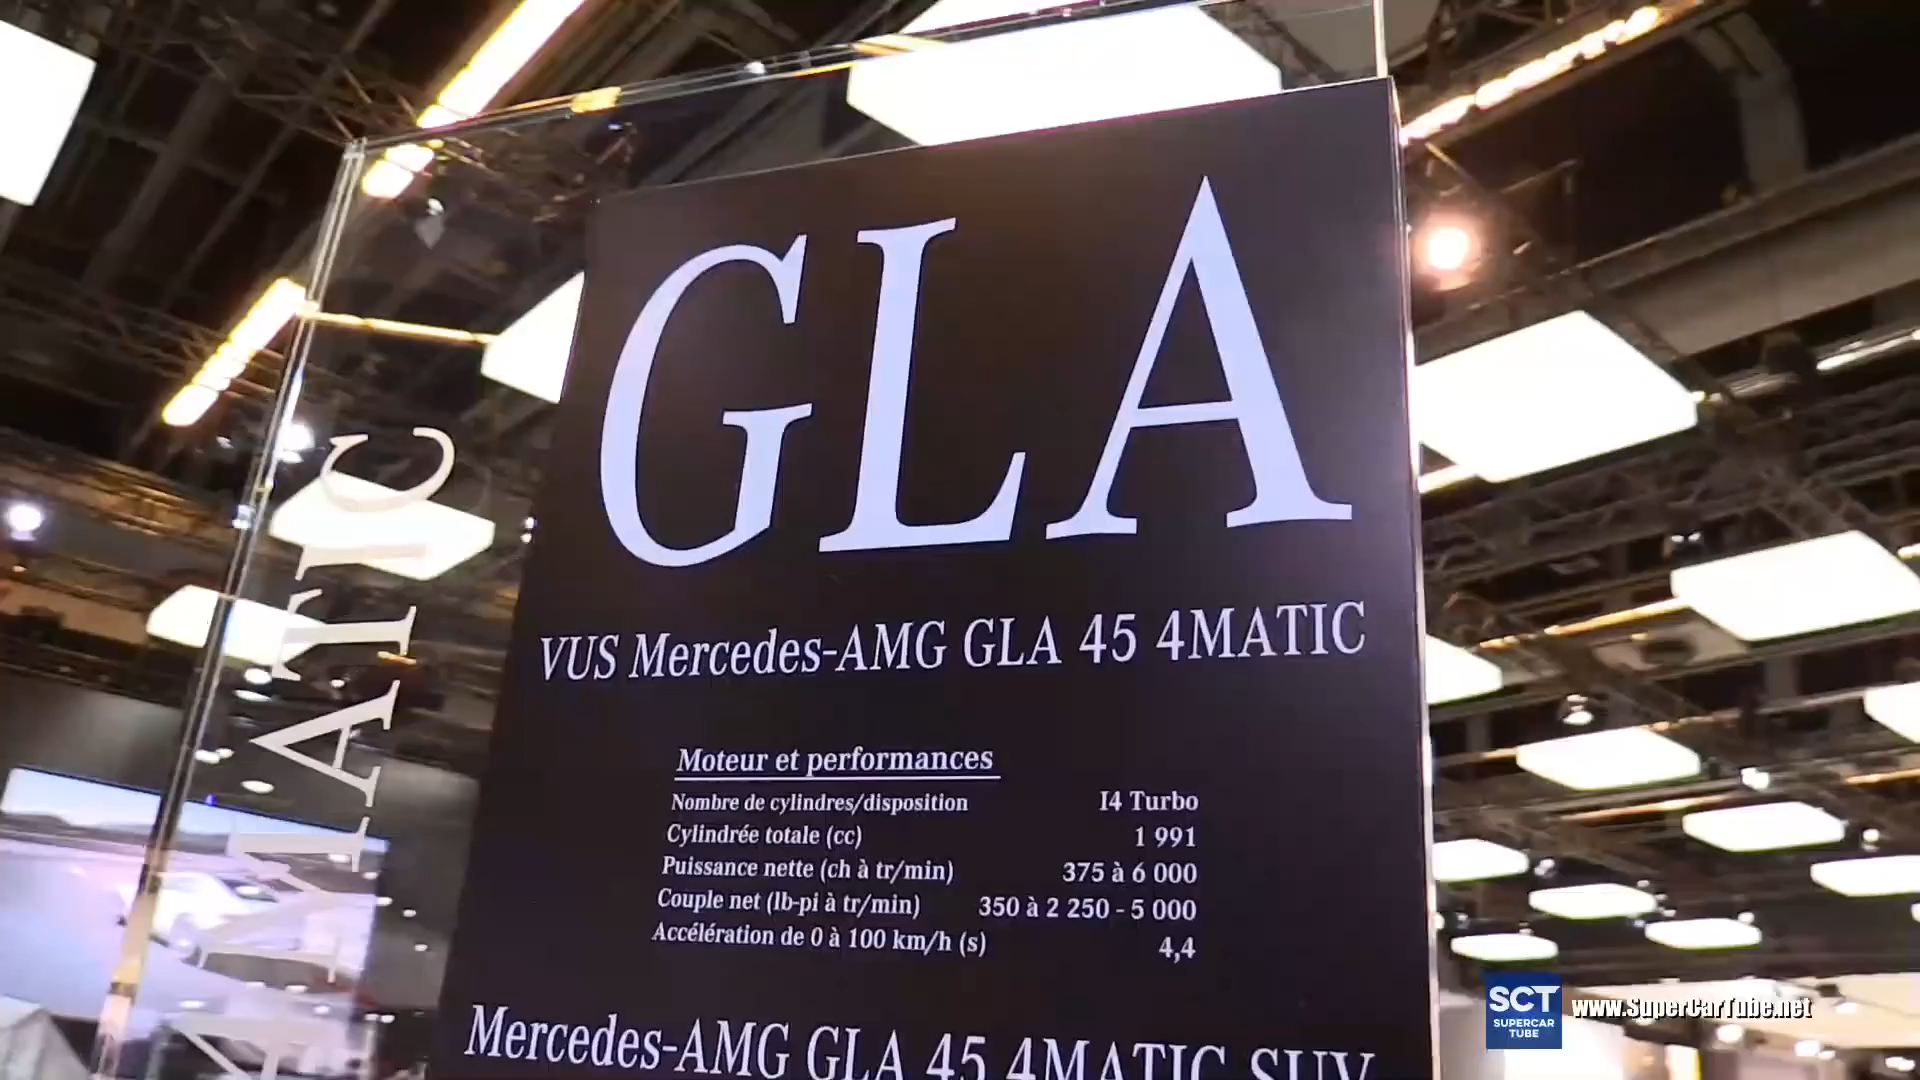 GLA
VUS Mercedes-AMG GLA 45 4MATIC
Moteur et performances
Nombre de cylindres/disposition I4 Turbo
Cylindrée totale (cc) 1 991
Puissance nette (ch à tr/min) 375 à 6 000
Couple net (lb-pi à tr/min) 350 à 2 250 - 5 000
Accélération de 0 à 100 km/h (s) 4,4
Mercedes-AMG GLA 45 4MATIC SUV
4MATIC
SCT
SUPERCAR
TUBE
www.SuperCarTube.net